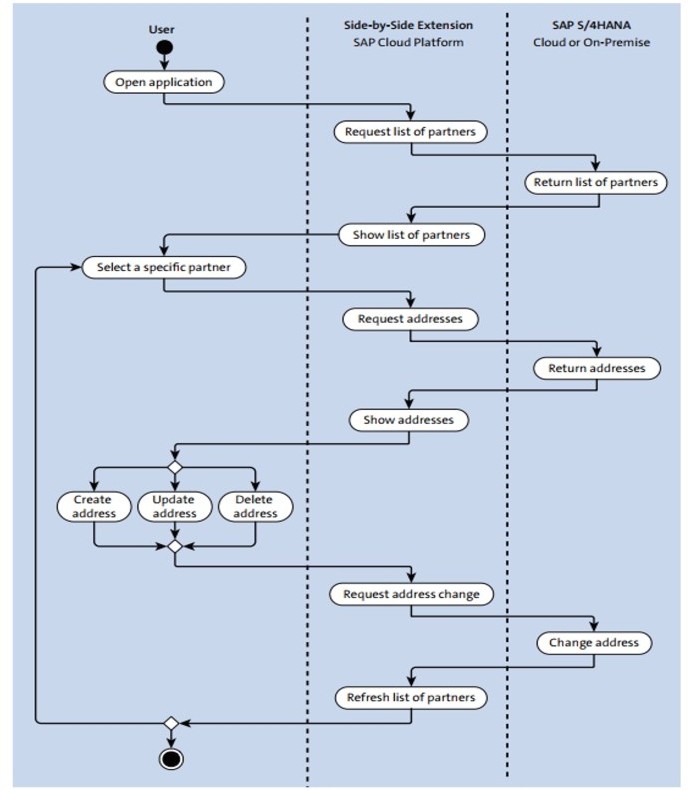 User
Side-by-Side Extension
SAP Cloud Platform
SAP S/4HANA
Cloud or On-Premise
Open application
Request list of partners
Return list of partners
Show list of partners
Select a specific partner
Request addresses
Return addresses
Show addresses
Create
address
Update
address
Delete
address
Request address change
Change address
Refresh list of partners